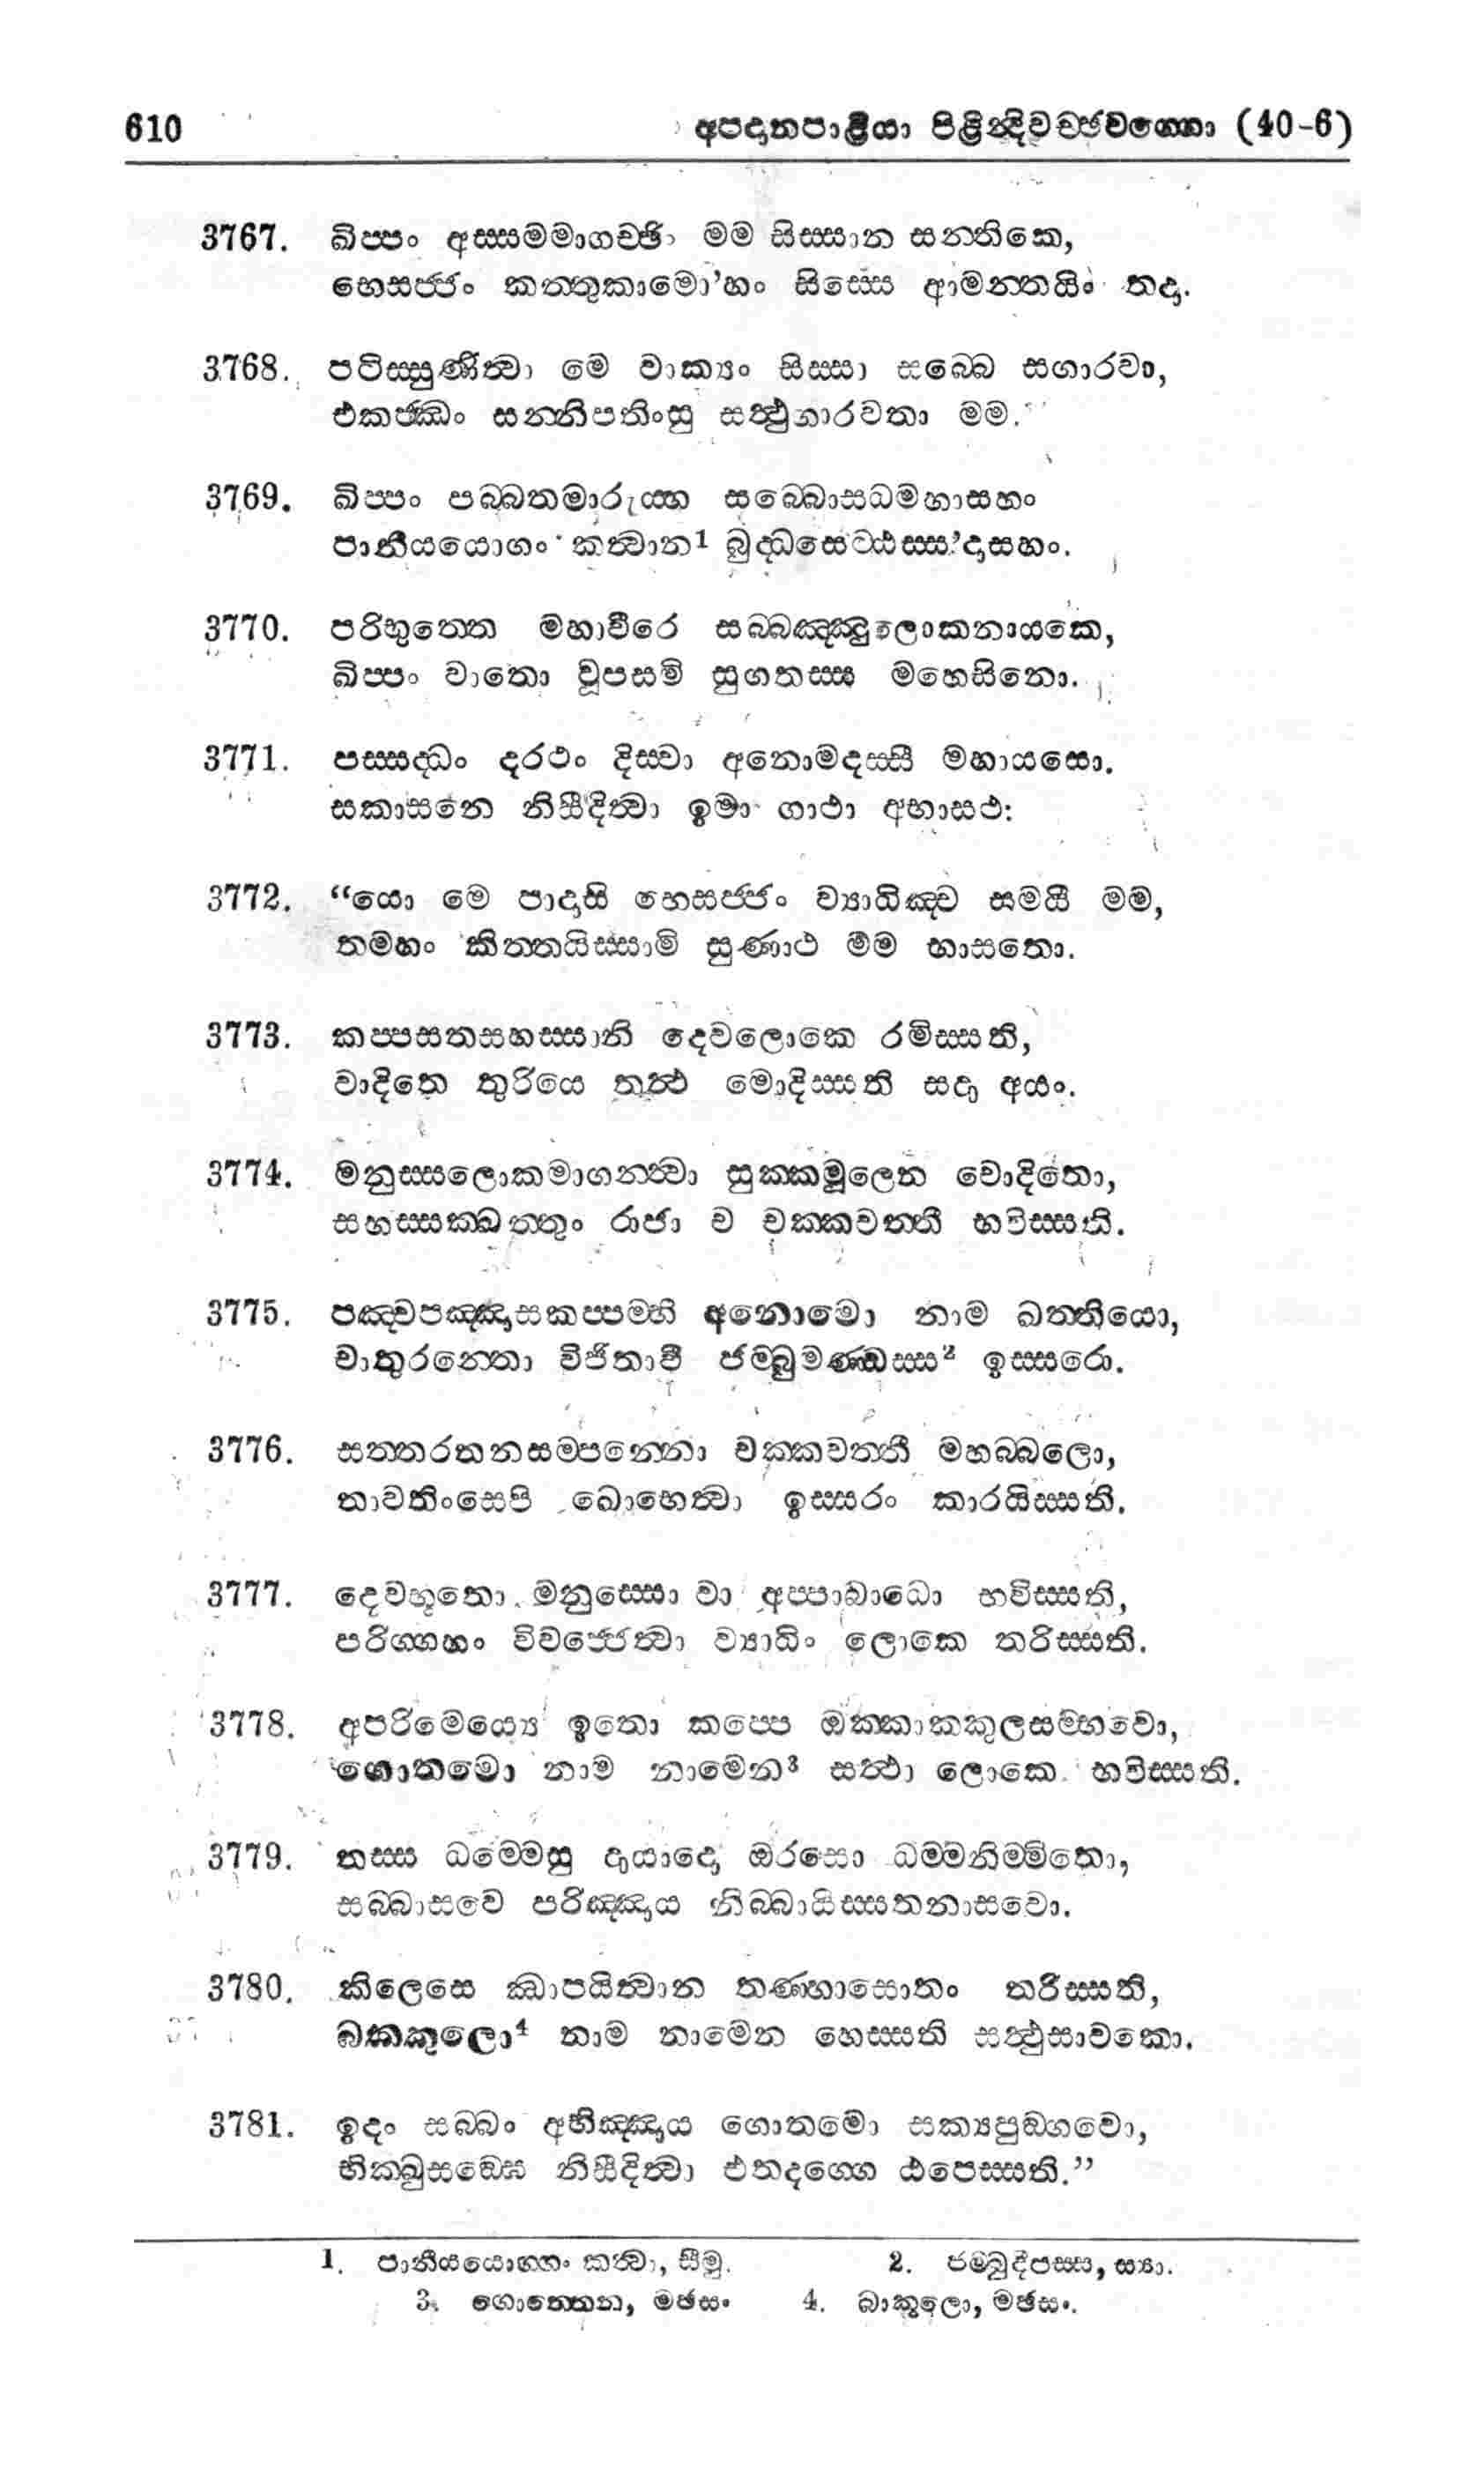 610 අපදානපාළියා පිළින්දිවච්ඡවග්ගො (40-6)
3767. ඛිප්පං අස්සමමාගච්ඡිං මම සිස්සාන සන්තිකෙ,
භෙසජ්ජං කත්තුකාමො'හං සිස්සෙ ආමන්තයිං තදා.
3768. පටිස්සුණිත්වා මෙ වාක්‍යං සිස්සා සබ්බෙ සගාරවා,
එකජ්ඣං සන්නිපතිංසු සත්ථුගාරවතා මම.
3769. ඛිප්පං පබ්බතමාරුය්හ සබ්බොසධමහාසහං
පානීයයොගං කත්වාන1 බුද්ධසෙට්ඨස්ස'දාසහං.
3770. පරිභුත්තෙ මහාවීරෙ සබ්බඤ්ඤුලොකනායකෙ,
ඛිප්පං වාතො වූපසමි සුගතස්ස මහෙසිනො.
3771. පස්සද්ධං දරථං දිස්වා අනොමදස්සී මහායසො.
සකාසනෙ නිසීදිත්වා ඉමා ගාථා අභාසථ:
3772. “යො මෙ පාදාසි භෙසජ්ජං ව්‍යාධිඤ්ච සමයී මම,
තමහං කිත්තයිස්සාමි සුණාථ මම භාසතො.
3773. කප්පසතසහස්සානි දෙවලොකෙ රමිස්සති,
වාදිතෙ තුරියෙ තත්ථ මොදිස්සති සදා අයං.
3774. මනුස්සලොකමාගන්ත්වා සුක්කමූලෙන චොදිතො,
සහස්සක්ඛත්තුං රාජා ච චක්කවත්තී භවිස්සති.
3775. පඤ්චපඤ්ඤාසකප්පම්හි අනොමො නාම ඛත්තියො,
චාතුරන්තො විජිතාවී ජම්බුමණ්ඩස්ස2 ඉස්සරො.
3776. සත්තරතනසම්පන්නො චක්කවත්තී මහබ්බලො,
තාවතිංසෙපි ඛොභෙත්වා ඉස්සරං කාරයිස්සති.
3777. දෙවභූතො මනුස්සො වා අප්පාබාධො භවිස්සති,
පරිග්ගහං විවජ්ජෙත්වා ව්‍යාධිං ලොකෙ තරිස්සති.
3778. අපරිමෙය්‍යෙ ඉතො කප්පෙ ඔක්කාකකුලසම්භවො,
ගොතමො නාම නාමෙන3 සත්ථා ලොකෙ භවිස්සති.
3779. තස්ස ධම්මෙසු දායාදො ඔරසො ධම්මනිම්මිතො,
සබ්බාසවෙ පරිඤ්ඤාය නිබ්බායිස්සතනාසවො.
3780. කිලෙසෙ ඣාපයිත්වාන තණ්හාසොතං තරිස්සති,
බක්කුලො4 නාම නාමෙන හෙස්සති සත්ථුසාවකො.
3781. ඉදං සබ්බං අභිඤ්ඤාය ගොතමො සක්‍යපුඞ්ගවො,
භික්ඛුසඞ්ඝෙ නිසීදිත්වා එතදග්ගෙ ඨපෙස්සති.”
1. පානීයයොගහං කත්වා, සීමු. 2. ජම්බුදීපස්ස, ස්‍යා.
3. ගොත්තෙන, මඡසං 4. බාකුලො, මඡසං.